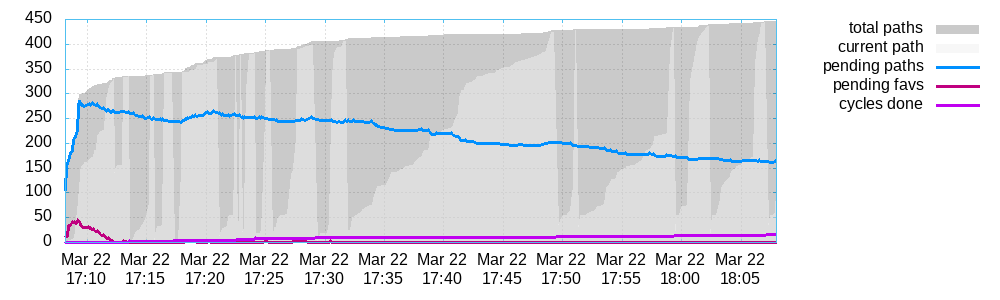 450
400
350
300
250
200
150
100
50
0
Mar 22 Mar 22 Mar 22 Mar 22 Mar 22 Mar 22 Mar 22 Mar 22 Mar 22 Mar 22 Mar 22 Mar 22
17:10 17:15 17:20 17:25 17:30 17:35 17:40 17:45 17:50 17:55 18:00 18:05
total paths
current path
pending paths
pending favs
cycles done